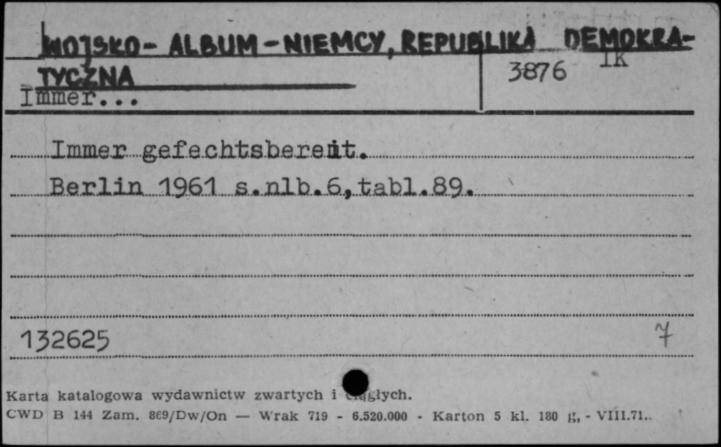 WOJSKO - ALBUM - NIEMCY, REPUBLIKA DEMOKRA-
TYCZNA
3876 IK
Immer...
Immer gefechtsbereit.
Berlin 1961 s.nlb.6,tabl.89.
132625 7
Karta katalogowa wydawnictw zwartych i ciągłych.
CWD B 144 Zam. 869/Dw/On — Wrak 719 - 6.520.000 - Karton 5 kl. 180 g, - VIII.71.